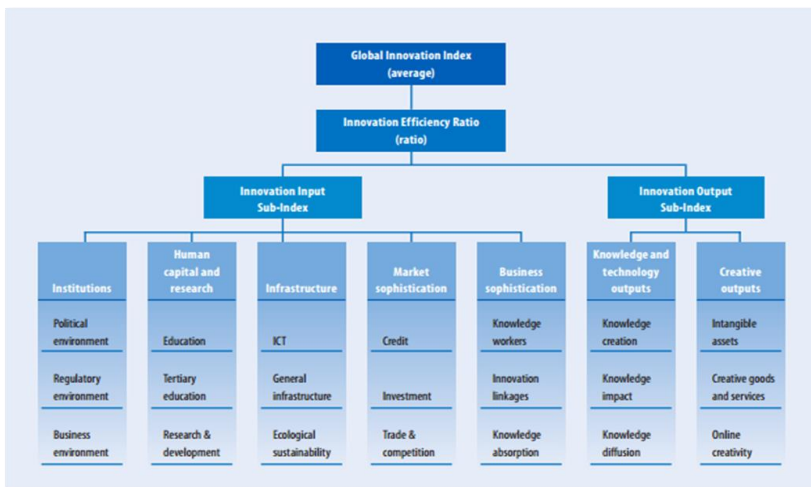 Global Innovation Index
(average)
Innovation Efficiency Ratio
(ratio)
Innovation Input
Sub-Index
Innovation Output
Sub-Index
Institutions
Human
capital and
research
Infrastructure
Market
sophistication
Business
sophistication
Knowledge and
technology
outputs
Creative
outputs
Political
environment
Education
ICT
Credit
Knowledge
workers
Knowledge
creation
Intangible
assets
Regulatory
environment
Tertiary
education
General
infrastructure
Investment
Innovation
linkages
Knowledge
impact
Creative goods
and services
Business
environment
Research &
development
Ecological
sustainability
Trade &
competition
Knowledge
absorption
Knowledge
diffusion
Online
creativity